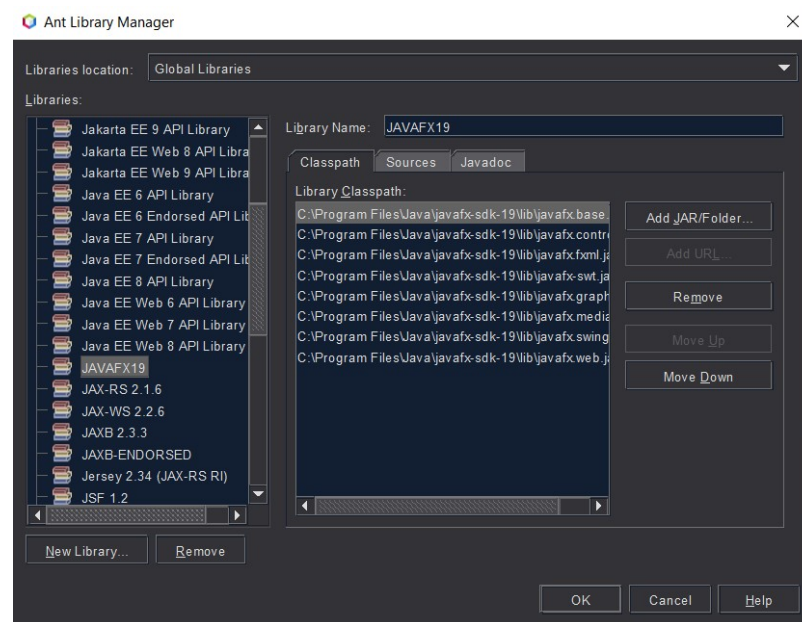 Ant Library Manager
Libraries location: Global Libraries
Libraries:
Jakarta EE 9 API Library
Jakarta EE Web 8 API Libra
Jakarta EE Web 9 API Libra
Java EE 6 API Library
Java EE 6 Endorsed API Lib
Java EE 7 API Library
Java EE 7 Endorsed API Lib
Java EE 8 API Library
Java EE Web 6 API Library
Java EE Web 7 API Library
Java EE Web 8 API Library
JAVAFX19
JAX-RS 2.1.6
JAX-WS 2.2.6
JAXB 2.3.3
JAXB-ENDORSED
Jersey 2.34 (JAX-RS RI)
JSF 1.2
New Library...
Remove
Library Name: JAVAFX19
Classpath Sources Javadoc
Library Classpath:
C:\Program Files\Java\javafx-sdk-19\lib\javafx.base.
C:\Program Files\Java\javafx-sdk-19\lib\javafx.contro
C:\Program Files\Java\javafx-sdk-19\lib\javafx.fxml.ja
C:\Program Files\Java\javafx-sdk-19\lib\javafx-swt.ja
C:\Program Files\Java\javafx-sdk-19\lib\javafx.graph
C:\Program Files\Java\javafx-sdk-19\lib\javafx.media
C:\Program Files\Java\javafx-sdk-19\lib\javafx.swing
C:\Program Files\Java\javafx-sdk-19\lib\javafx.web.ja
Add JAR/Folder...
Add URL...
Remove
Move Up
Move Down
OK
Cancel
Help